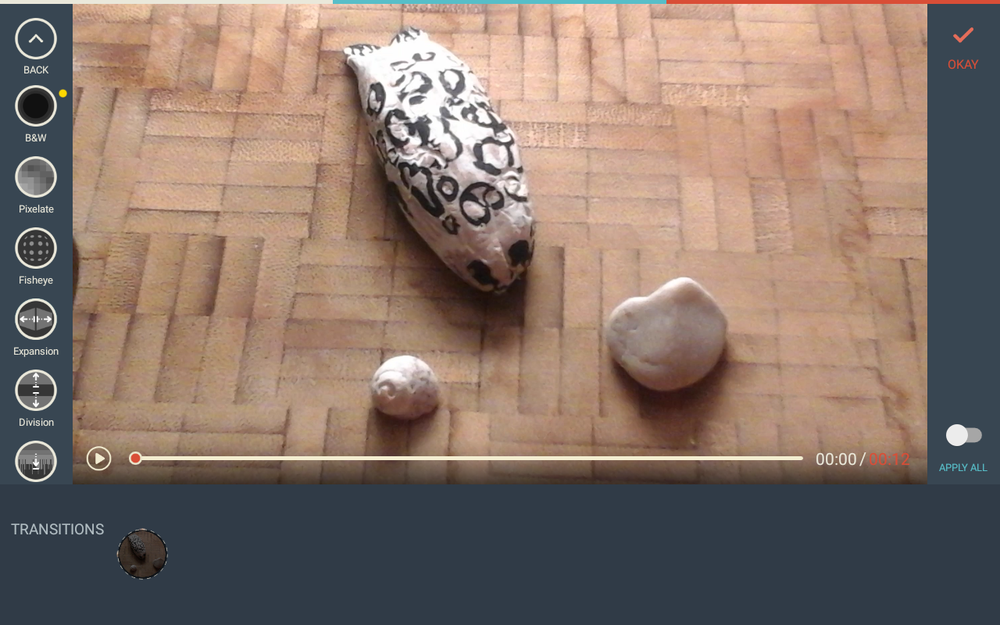 BACK
B&W
Pixelate
Fisheye
Expansion
Division
OKAY
00:00 / 00:12
APPLY ALL
TRANSITIONS